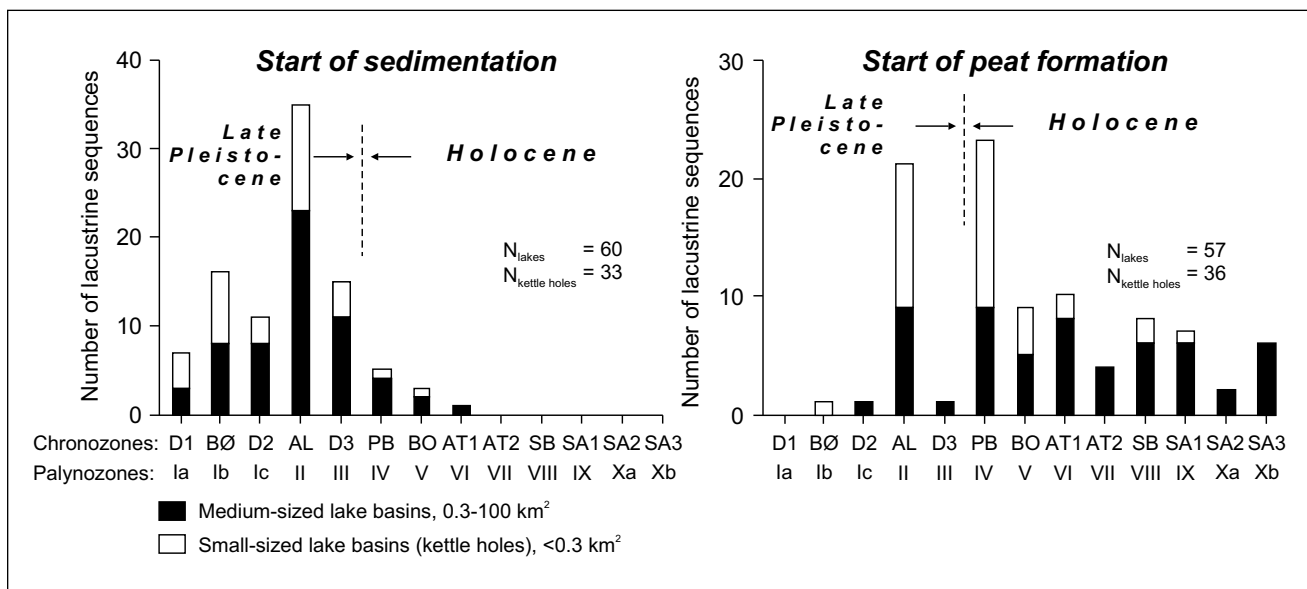 Start of sedimentation
Number of lacustrine sequences
40
30
20
10
0
Late
Pleisto-
cene
Holocene
N lakes = 60
N kettle holes = 33
Start of peat formation
Number of lacustrine sequences
30
20
10
0
Late
Pleisto-
cene
Holocene
N lakes = 57
N kettle holes = 36
Chronozones: D1 BØ D2 AL D3 PB BO AT1 AT2 SB SA1 SA2 SA3
Palynozones: Ia Ib Ic II III IV V VI VII VIII IX Xa Xb
D1 BØ D2 AL D3 PB BO AT1 AT2 SB SA1 SA2 SA3
Ia Ib Ic II III IV V VI VII VIII IX Xa Xb
Medium-sized lake basins, 0.3-100 km²
Small-sized lake basins (kettle holes), <0.3 km²